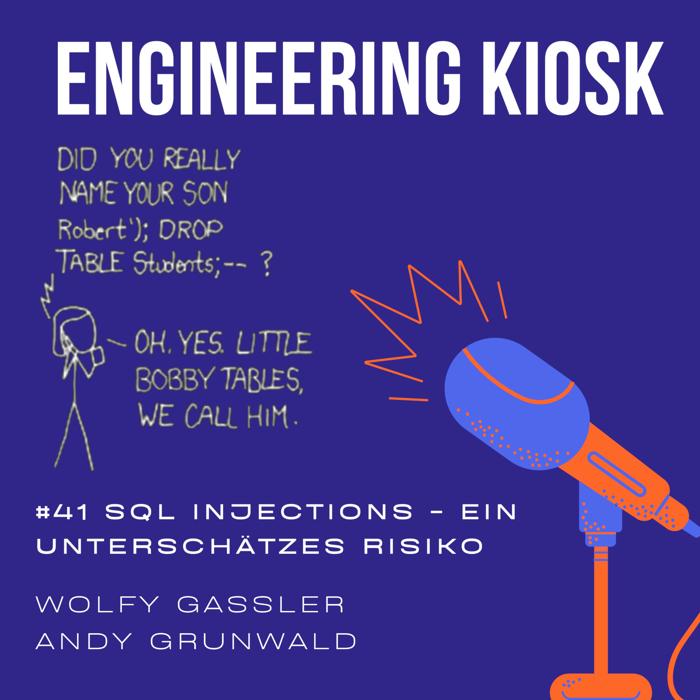 ENGINEERING KIOSK
DID YOU REALLY
NAME YOUR SON
Robert'); DROP
TABLE Students;-- ?
OH. YES. LITTLE
BOBBY TABLES,
WE CALL HIM.
#41 SQL INJECTIONS - EIN
UNTERSCHÄTZES RISIKO
WOLFY GASSLER
ANDY GRUNWALD